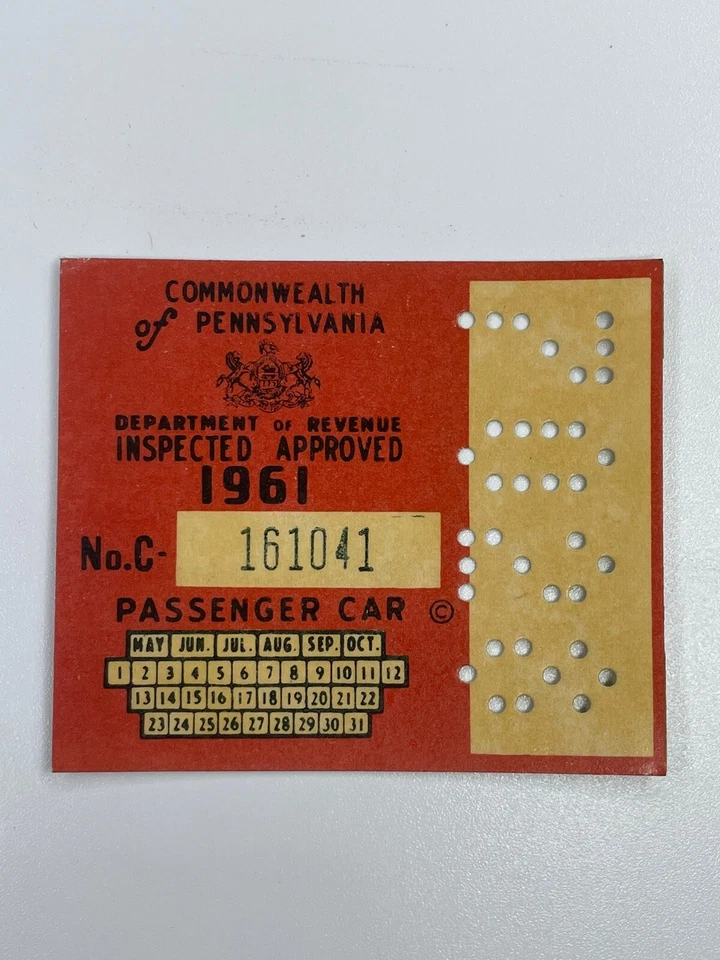 COMMONWEALTH
of PENNSYLVANIA
DEPARTMENT OF REVENUE
INSPECTED APPROVED
1961
No.C- 161041
PASSENGER CAR ©
MAY JUN. JUL. AUG. SEP. OCT.
1 2 3 4 5 6 7 8 9 10 11 12
13 14 15 16 17 18 19 20 21 22
23 24 25 26 27 28 29 30 31
7028